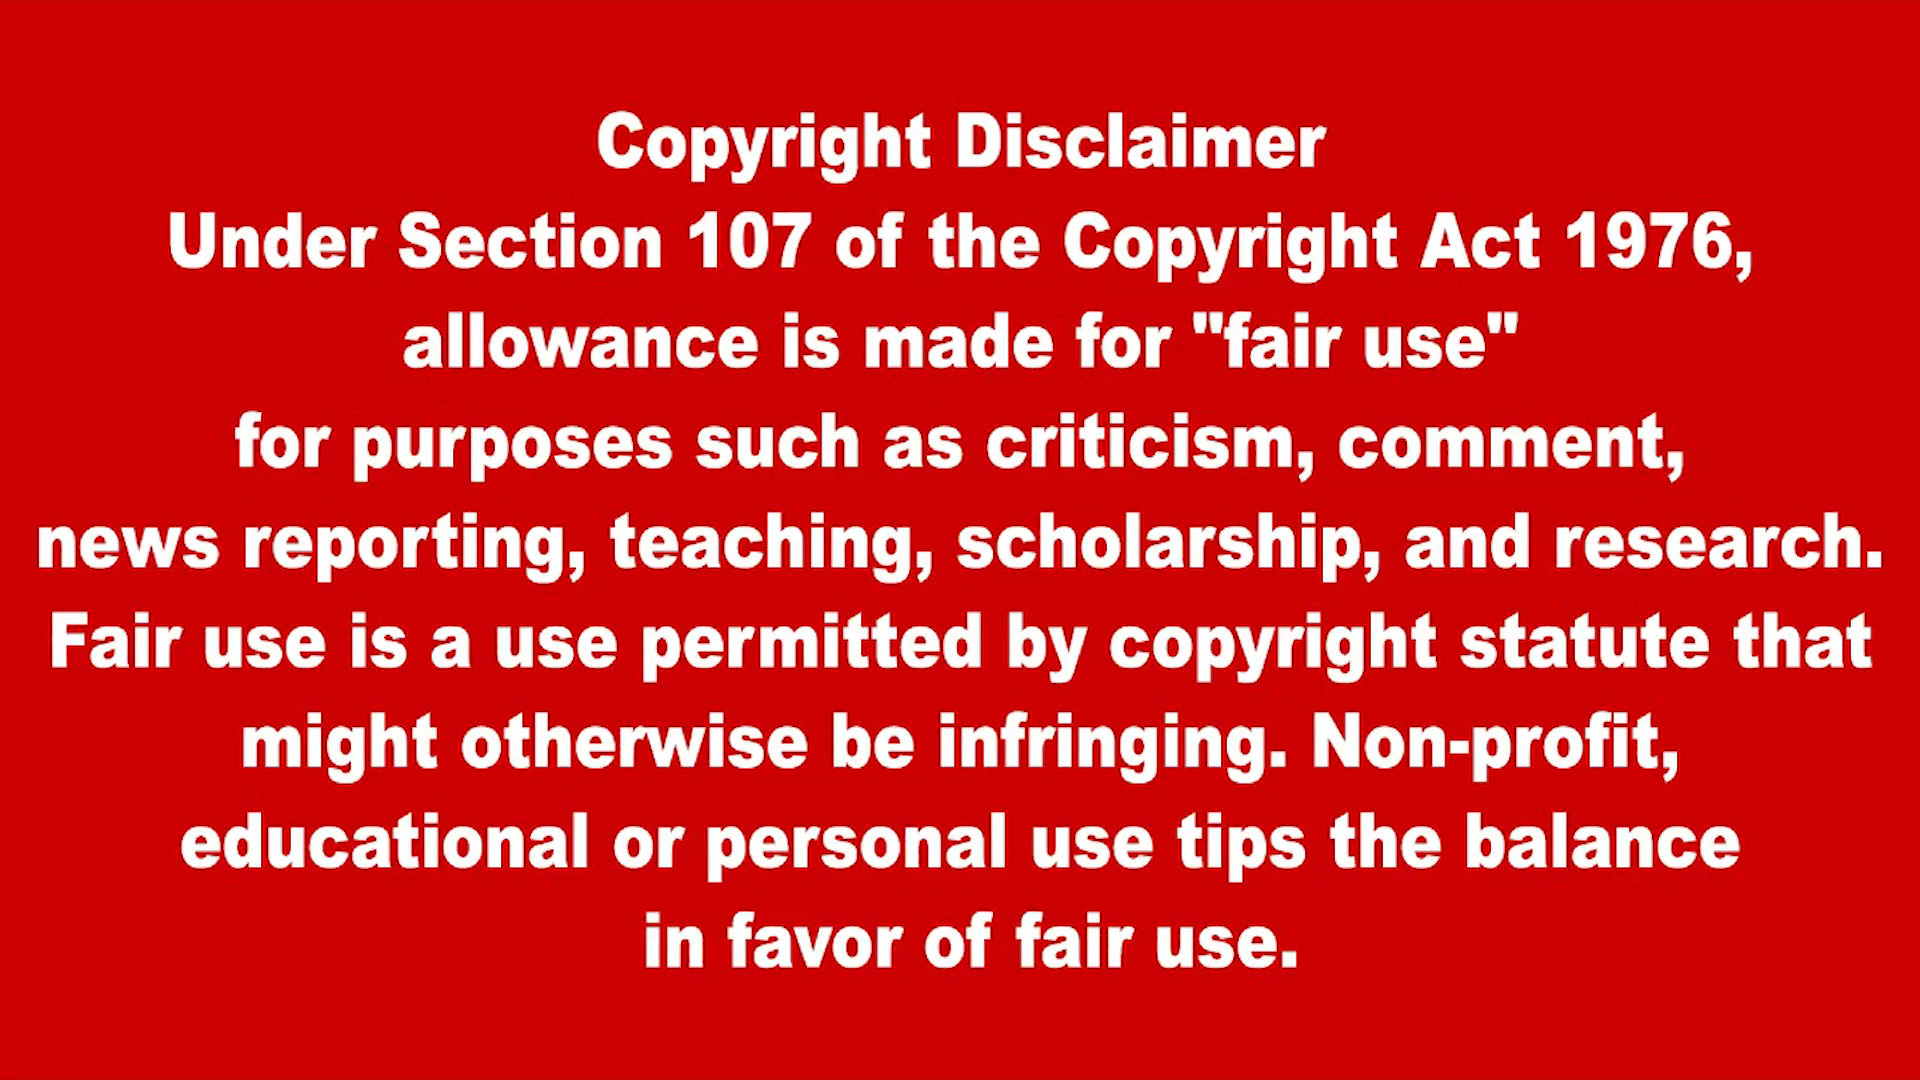 Copyright Disclaimer
Under Section 107 of the Copyright Act 1976,
allowance is made for "fair use"
for purposes such as criticism, comment,
news reporting, teaching, scholarship, and research.
Fair use is a use permitted by copyright statute that
might otherwise be infringing. Non-profit,
educational or personal use tips the balance
in favor of fair use.